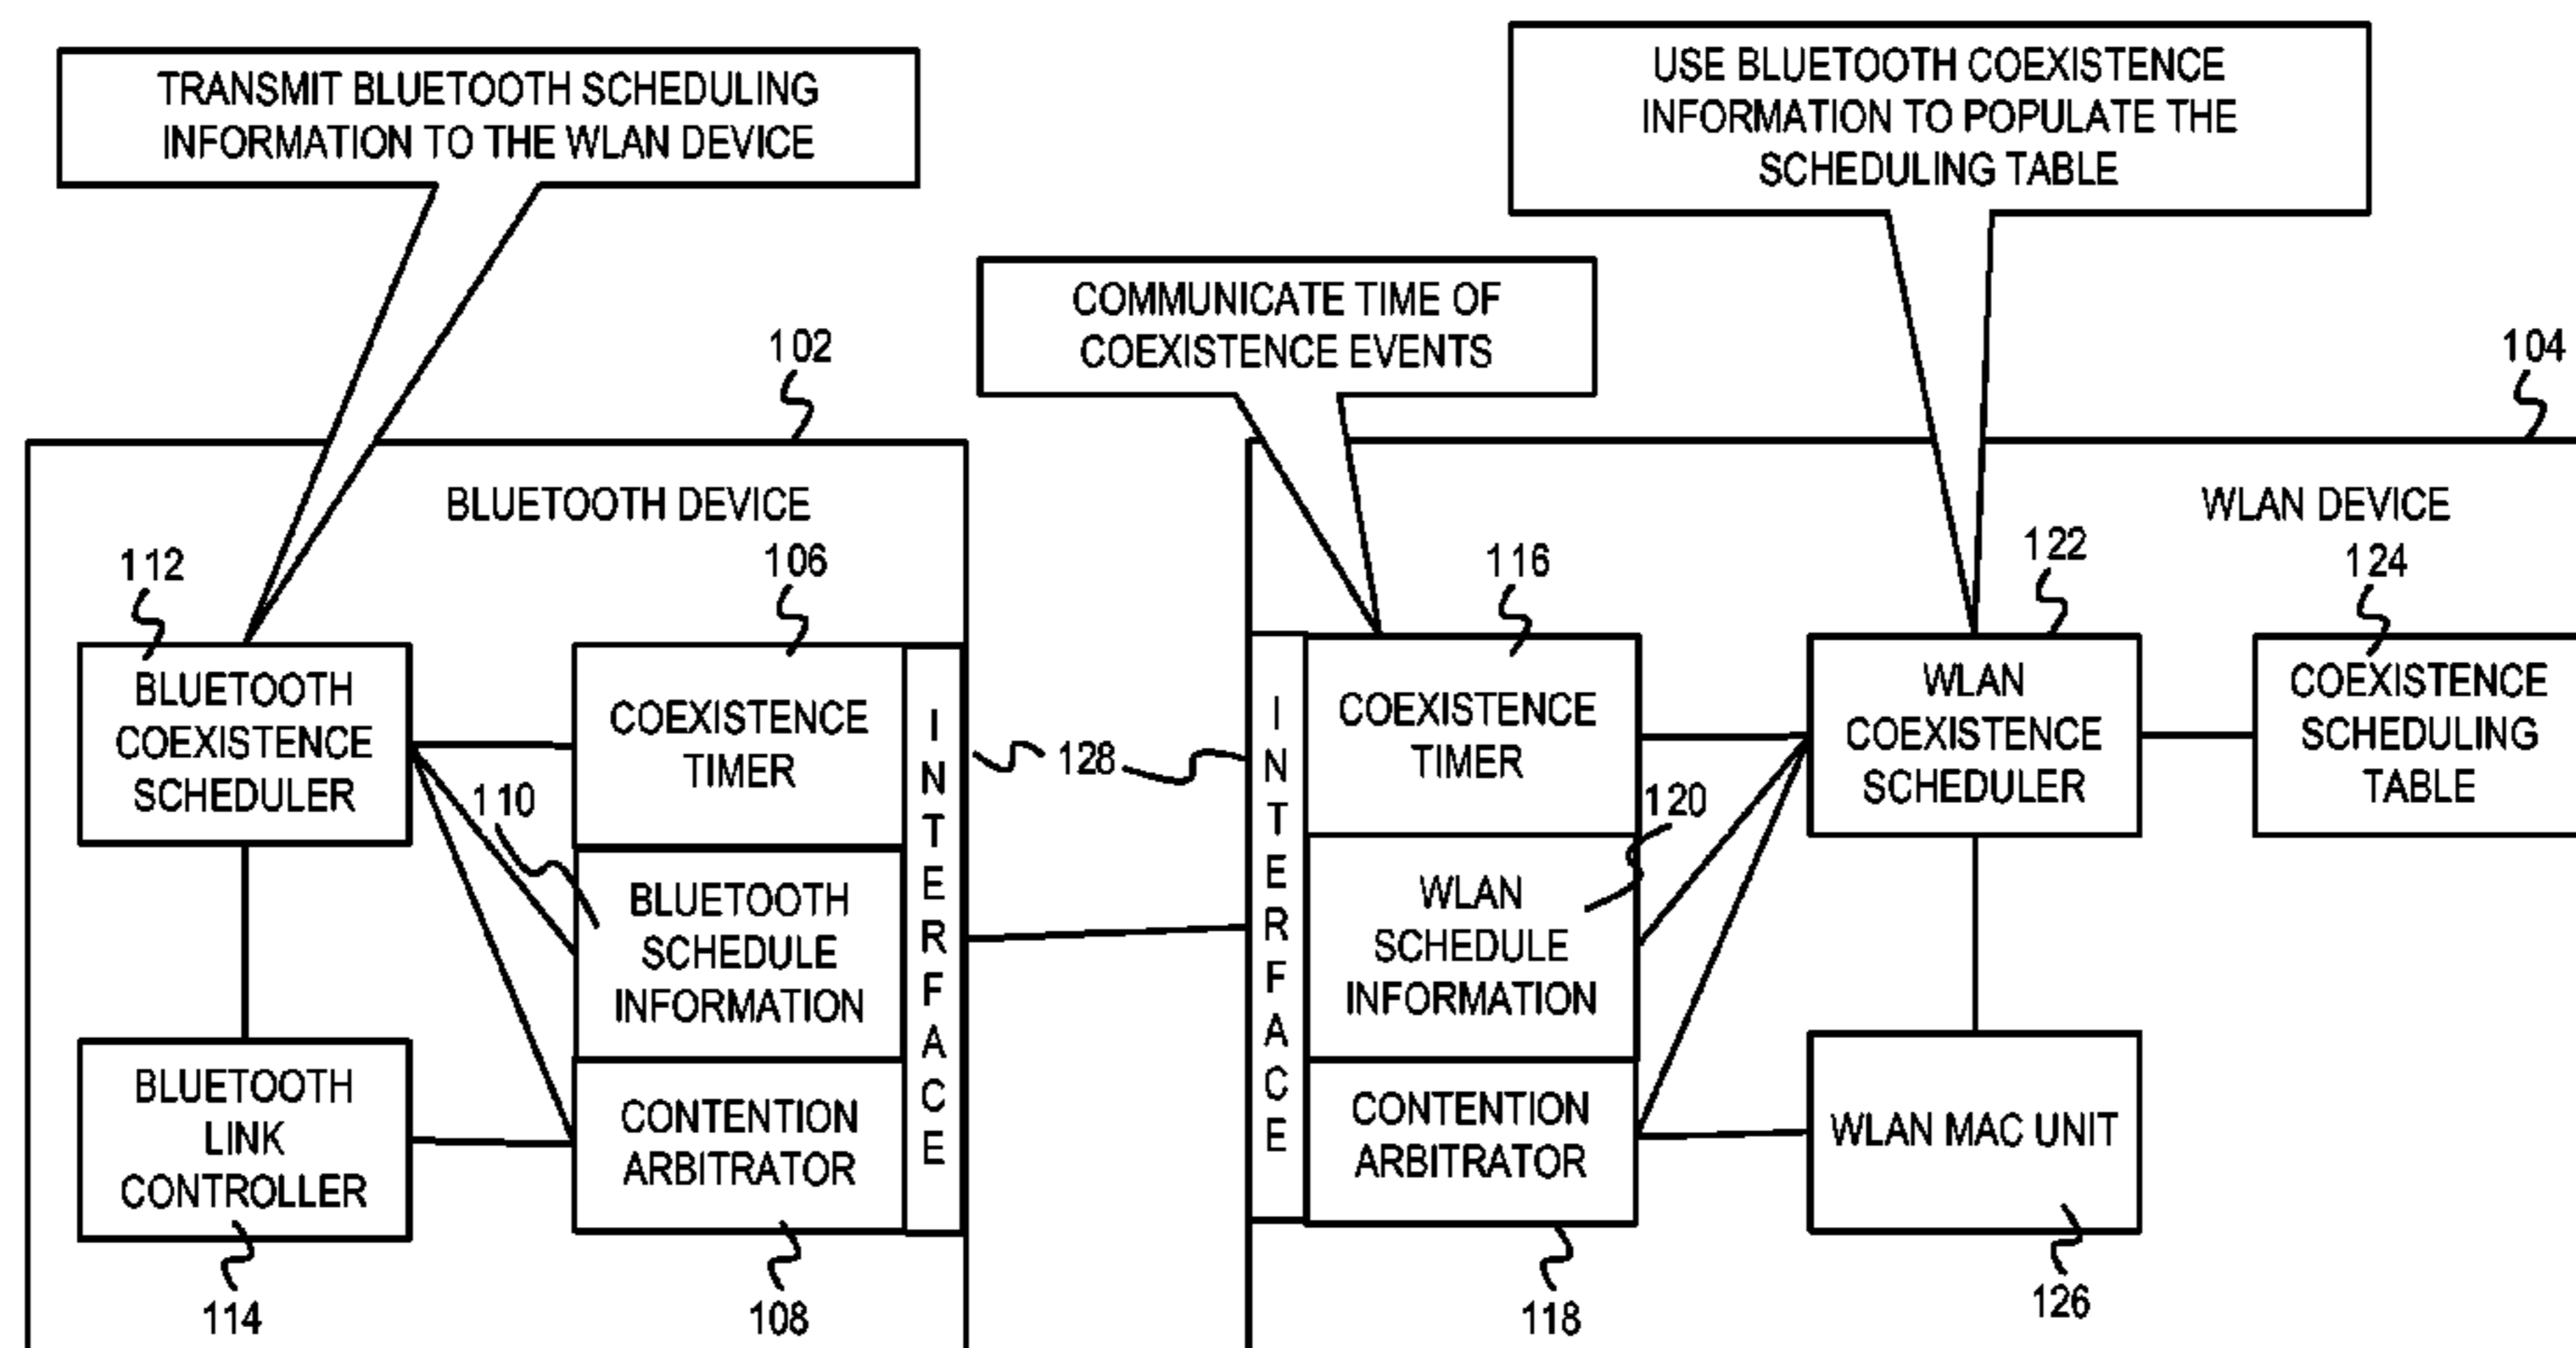 TRANSMIT BLUETOOTH SCHEDULING
INFORMATION TO THE WLAN DEVICE
USE BLUETOOTH COEXISTENCE
INFORMATION TO POPULATE THE
SCHEDULING TABLE
COMMUNICATE TIME OF
COEXISTENCE EVENTS
102
104
BLUETOOTH DEVICE
112
106
BLUETOOTH
COEXISTENCE
SCHEDULER
COEXISTENCE
TIMER
110
BLUETOOTH
SCHEDULE
INFORMATION
BLUETOOTH
LINK
CONTROLLER
CONTENTION
ARBITRATOR
INTERFACE
114
108
128
WLAN DEVICE
116
122
124
INTERFACE
COEXISTENCE
TIMER
WLAN
COEXISTENCE
SCHEDULER
COEXISTENCE
SCHEDULING
TABLE
120
WLAN
SCHEDULE
INFORMATION
CONTENTION
ARBITRATOR
WLAN MAC UNIT
118
126